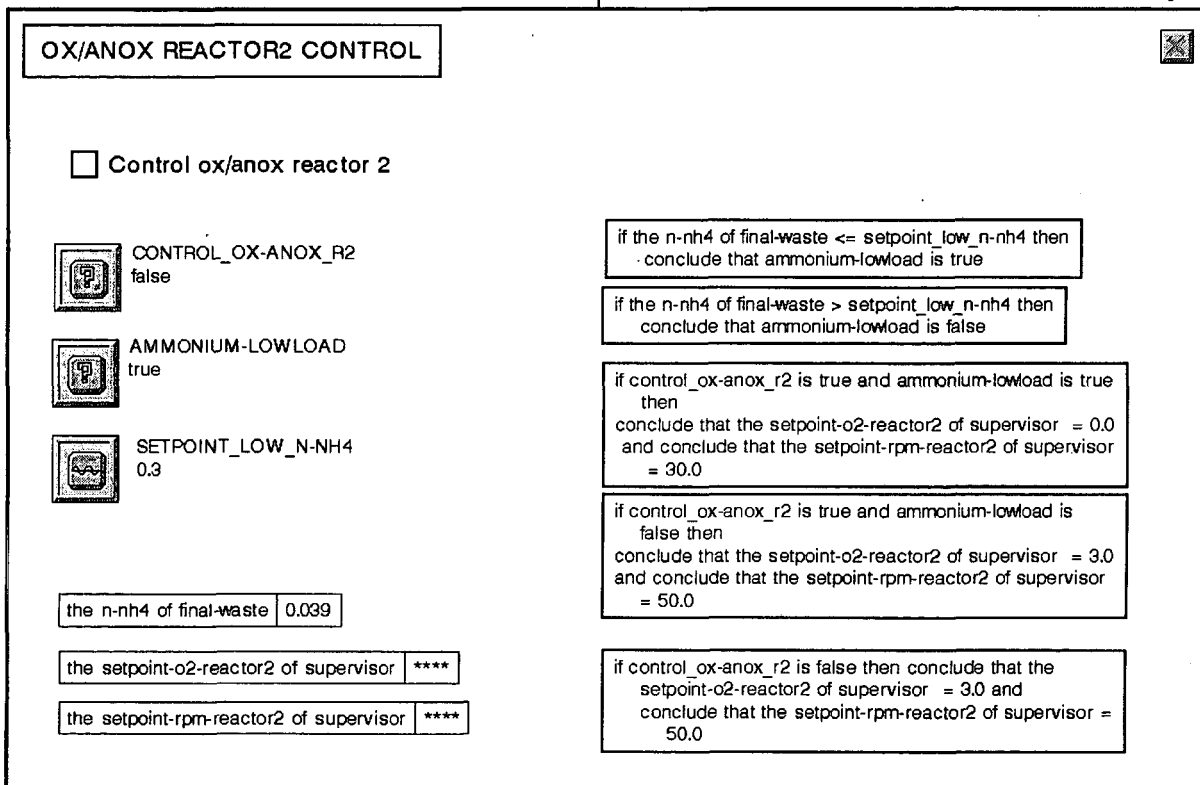 OX/ANOX REACTOR2 CONTROL
Control ox/anox reactor 2
CONTROL_OX-ANOX_R2
false
AMMONIUM-LOWLOAD
true
SETPOINT_LOW_N-NH4
0.3
the n-nh4 of final-waste 0.039
the setpoint-o2-reactor2 of supervisor ****
the setpoint-rpm-reactor2 of supervisor ****
if the n-nh4 of final-waste <= setpoint_low_n-nh4 then
conclude that ammonium-lowload is true
if the n-nh4 of final-waste > setpoint_low_n-nh4 then
conclude that ammonium-lowload is false
if control_ox-anox_r2 is true and ammonium-lowload is true
then
conclude that the setpoint-o2-reactor2 of supervisor = 0.0
and conclude that the setpoint-rpm-reactor2 of supervisor
= 30.0
if control_ox-anox_r2 is true and ammonium-lowload is
false then
conclude that the setpoint-o2-reactor2 of supervisor = 3.0
and conclude that the setpoint-rpm-reactor2 of supervisor
= 50.0
if control_ox-anox_r2 is false then conclude that the
setpoint-o2-reactor2 of supervisor = 3.0 and
conclude that the setpoint-rpm-reactor2 of supervisor =
50.0